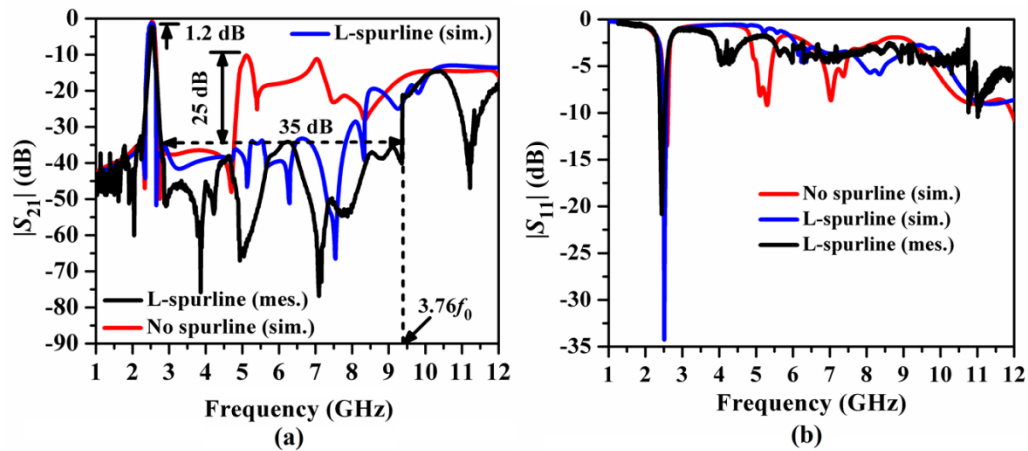 0
-10
-20
-30
-40
-50
-60
-70
-80
-90
|S21| (dB)
1.2 dB
L-spurline (sim.)
25 dB
35 dB
L-spurline (mes.)
No spurline (sim.)
3.76f0
1 2 3 4 5 6 7 8 9 10 11 12
Frequency (GHz)
(a)
0
-5
-10
-15
-20
-25
-30
-35
|S11| (dB)
No spurline (sim.)
L-spurline (sim.)
L-spurline (mes.)
1 2 3 4 5 6 7 8 9 10 11 12
Frequency (GHz)
(b)